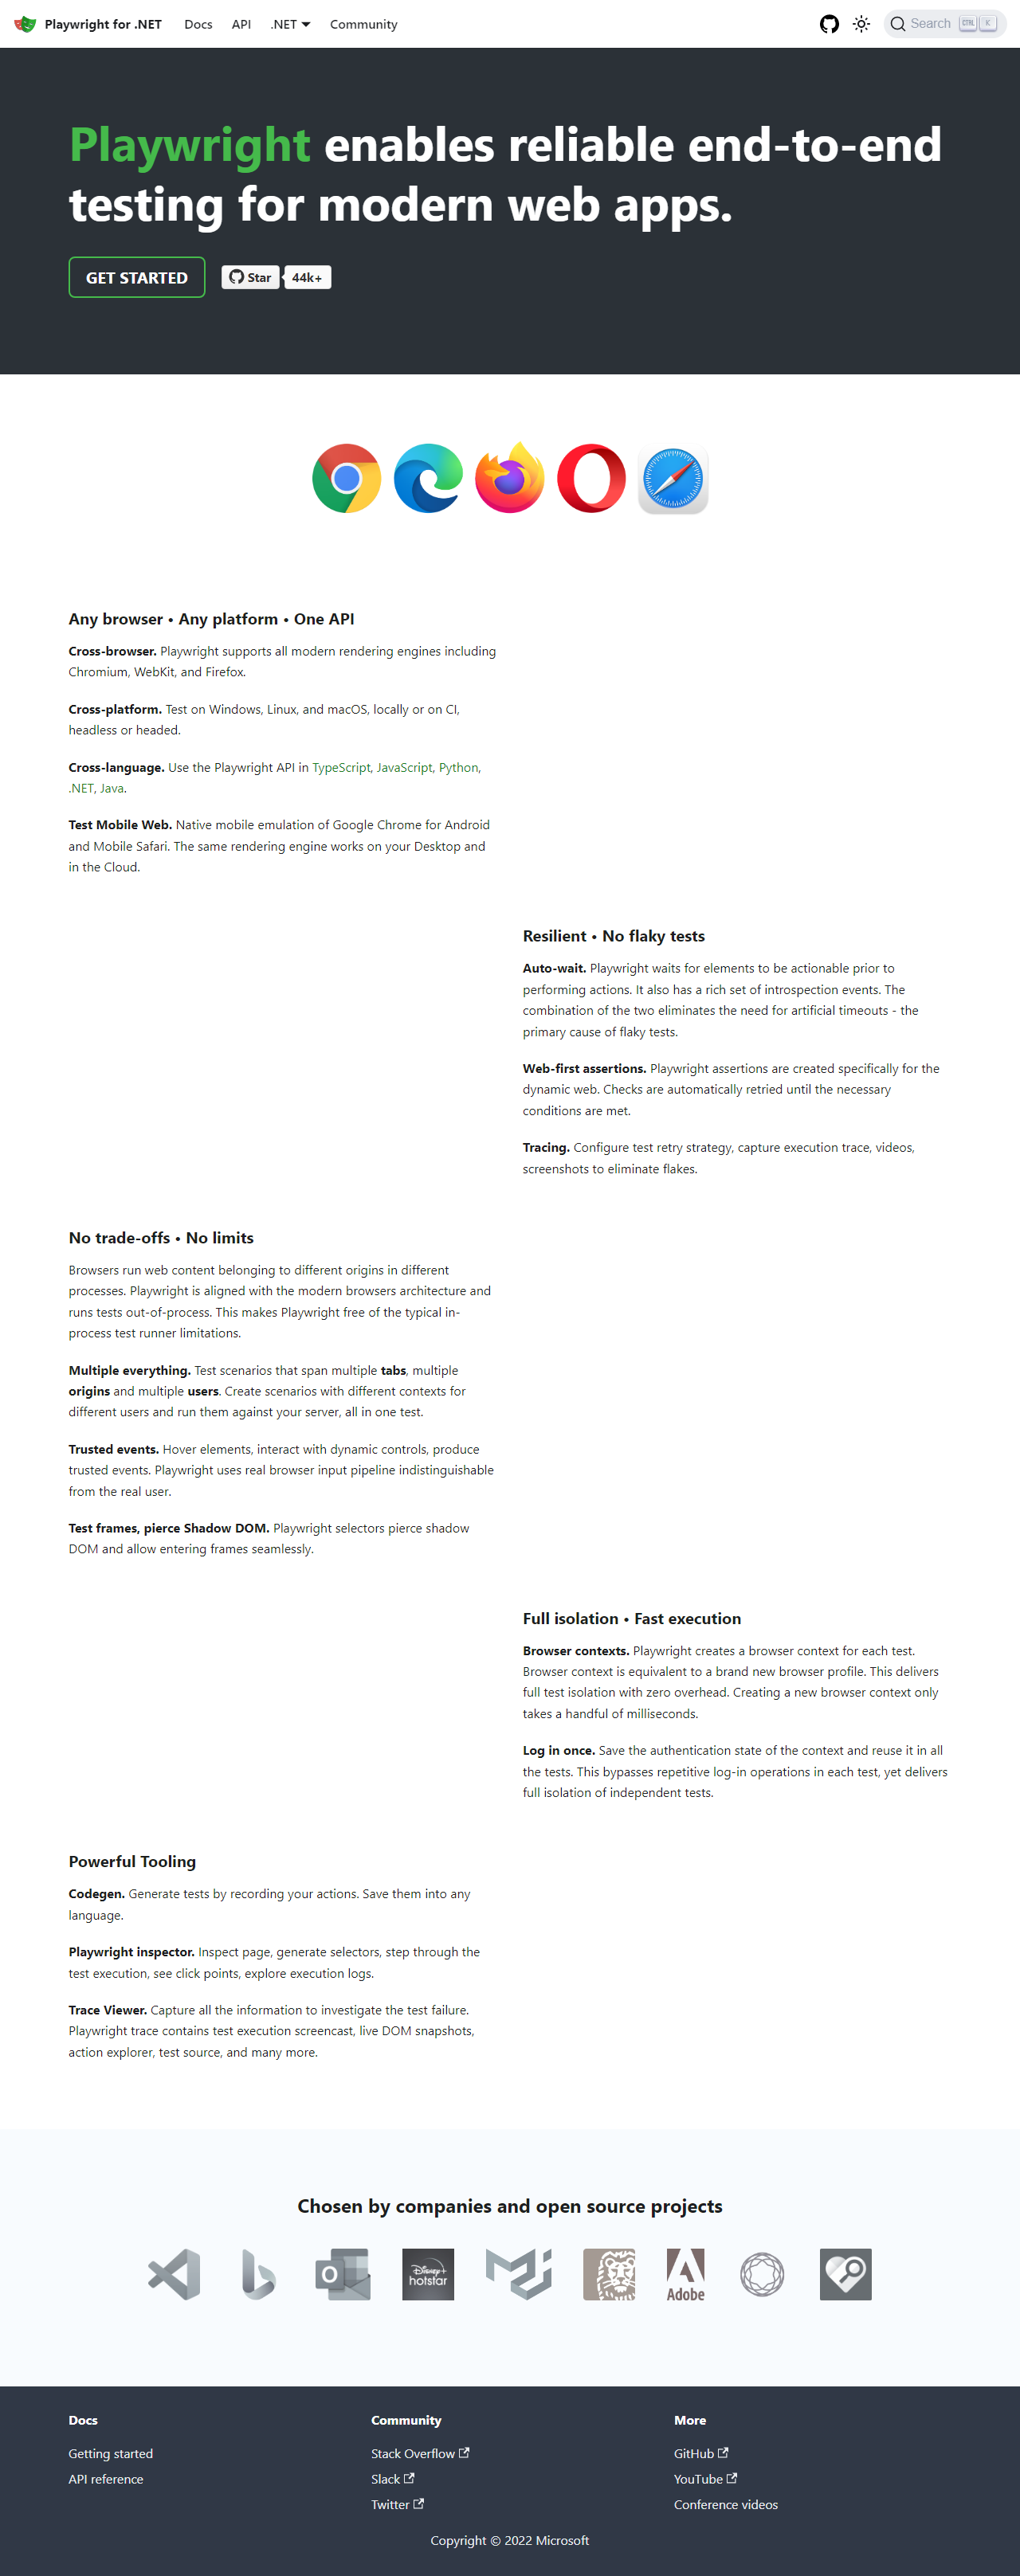 Playwright for .NET Docs API .NET Community Search CTRL K
Playwright enables reliable end-to-end
testing for modern web apps.
GET STARTED Star 44k+
Any browser • Any platform • One API
Cross-browser. Playwright supports all modern rendering engines including
Chromium, WebKit, and Firefox.
Cross-platform. Test on Windows, Linux, and macOS, locally or on CI,
headless or headed.
Cross-language. Use the Playwright API in TypeScript, JavaScript, Python,
.NET, Java.
Test Mobile Web. Native mobile emulation of Google Chrome for Android
and Mobile Safari. The same rendering engine works on your Desktop and
in the Cloud.
Resilient • No flaky tests
Auto-wait. Playwright waits for elements to be actionable prior to
performing actions. It also has a rich set of introspection events. The
combination of the two eliminates the need for artificial timeouts - the
primary cause of flaky tests.
Web-first assertions. Playwright assertions are created specifically for the
dynamic web. Checks are automatically retried until the necessary
conditions are met.
Tracing. Configure test retry strategy, capture execution trace, videos,
screenshots to eliminate flakes.
No trade-offs • No limits
Browsers run web content belonging to different origins in different
processes. Playwright is aligned with the modern browsers architecture and
runs tests out-of-process. This makes Playwright free of the typical in-
process test runner limitations.
Multiple everything. Test scenarios that span multiple tabs, multiple
origins and multiple users. Create scenarios with different contexts for
different users and run them against your server, all in one test.
Trusted events. Hover elements, interact with dynamic controls, produce
trusted events. Playwright uses real browser input pipeline indistinguishable
from the real user.
Test frames, pierce Shadow DOM. Playwright selectors pierce shadow
DOM and allow entering frames seamlessly.
Full isolation • Fast execution
Browser contexts. Playwright creates a browser context for each test.
Browser context is equivalent to a brand new browser profile. This delivers
full test isolation with zero overhead. Creating a new browser context only
takes a handful of milliseconds.
Log in once. Save the authentication state of the context and reuse it in all
the tests. This bypasses repetitive log-in operations in each test, yet delivers
full isolation of independent tests.
Powerful Tooling
Codegen. Generate tests by recording your actions. Save them into any
language.
Playwright inspector. Inspect page, generate selectors, step through the
test execution, see click points, explore execution logs.
Trace Viewer. Capture all the information to investigate the test failure.
Playwright trace contains test execution screencast, live DOM snapshots,
action explorer, test source, and many more.
Chosen by companies and open source projects
O
Disney+
hotstar
Adobe
Docs Community More
Getting started Stack Overflow GitHub
API reference Slack YouTube
Twitter Conference videos
Copyright © 2022 Microsoft